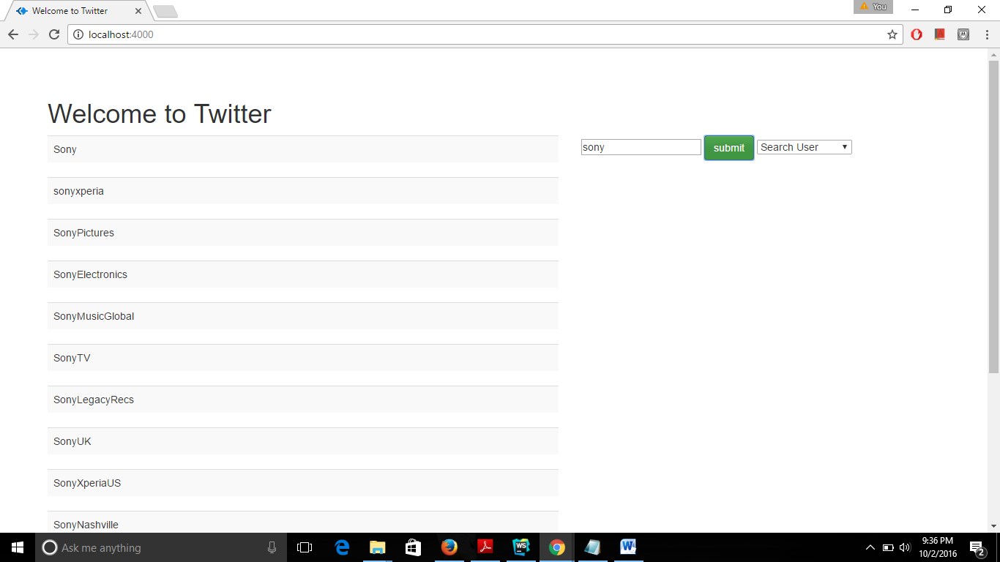 Welcome to Twitter
You
localhost:4000
Welcome to Twitter
Sony
sony
submit
Search User
sonyxperia
SonyPictures
SonyElectronics
SonyMusicGlobal
SonyTV
SonyLegacyRecs
SonyUK
SonyXperiaUS
SonyNashville
Ask me anything
WS
9:36 PM
10/2/2016
2